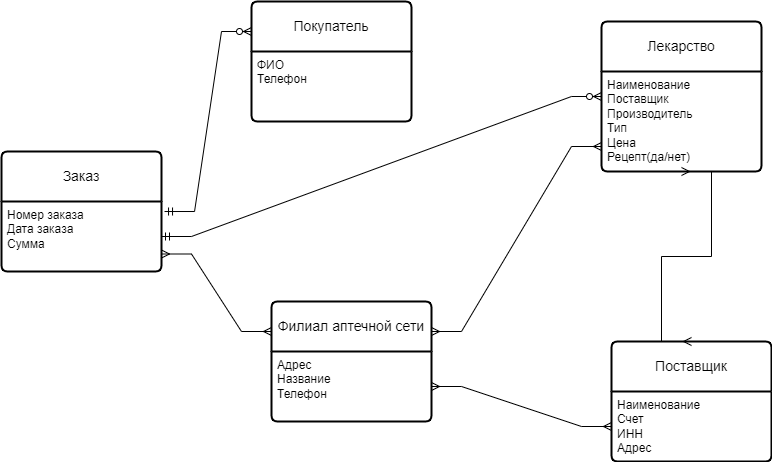 Покупатель
ФИО
Телефон
Лекарство
Наименование
Поставщик
Производитель
Тип
Цена
Рецепт(да/нет)
Заказ
Номер заказа
Дата заказа
Сумма
Филиал аптечной сети
Адрес
Название
Телефон
Поставщик
Наименование
Счет
ИНН
Адрес